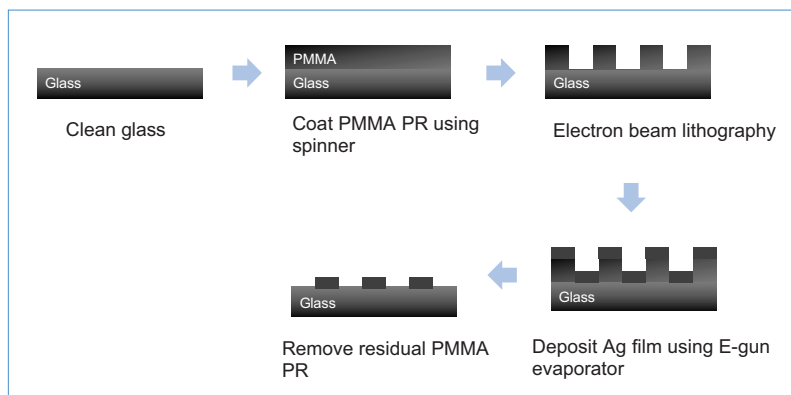 Glass
Clean glass
PMMA
Glass
Coat PMMA PR using
spinner
Glass
Electron beam lithography
Glass
Deposit Ag film using E-gun
evaporator
Glass
Remove residual PMMA
PR